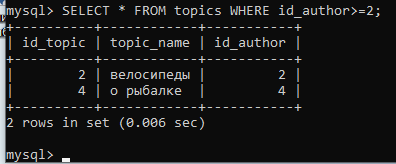 mysql> SELECT * FROM topics WHERE id_author>=2;
+----------+------------+-----------+
| id_topic | topic_name | id_author |
+----------+------------+-----------+
|        2 | велосипеды |         2 |
|        4 | о рыбалке  |         4 |
+----------+------------+-----------+
2 rows in set (0.006 sec)
mysql>